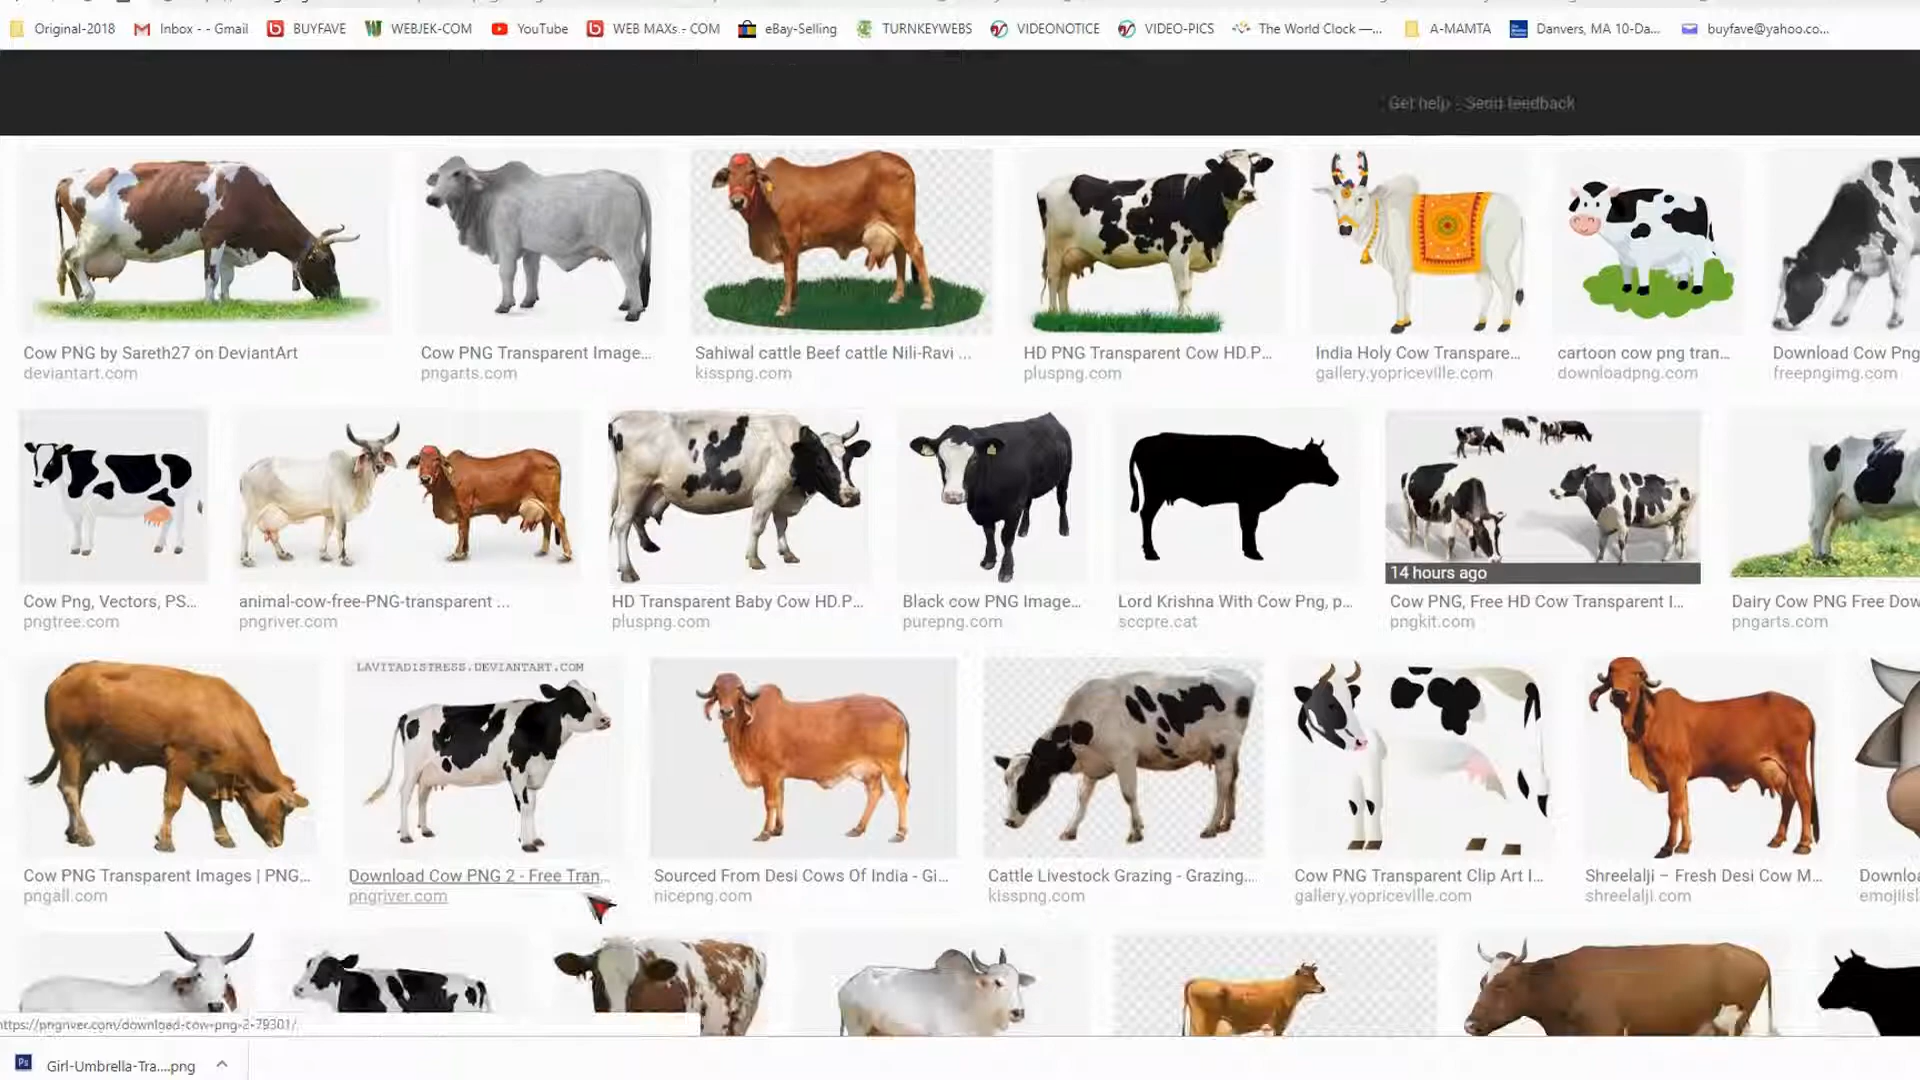 Original-2018 Inbox - - Gmail BUYFAVE WEBJEK-COM YouTube WEB MAXs.- COM eBay-Selling TURNKEYWEBS VIDEONOTICE VIDEO-PICS The World Clock —... A-MAMTA Danvers, MA 10-Da... buyfave@yahoo.co...
Get help - Send feedback
Cow PNG by Sareth27 on DeviantArt
deviantart.com
Cow PNG Transparent Image...
pngarts.com
Sahiwal cattle Beef cattle Nili-Ravi ...
kisspng.com
HD PNG Transparent Cow HD.P...
pluspng.com
India Holy Cow Transpare...
gallery.yopriceville.com
cartoon cow png tran...
downloadpng.com
Download Cow Png
freepngimg.com
14 hours ago
Cow Png, Vectors, PS...
pngtree.com
animal-cow-free-PNG-transparent ...
pngriver.com
HD Transparent Baby Cow HD.P...
pluspng.com
Black cow PNG Image...
purepng.com
Lord Krishna With Cow Png, p...
sccpre.cat
Cow PNG, Free HD Cow Transparent I...
pngkit.com
Dairy Cow PNG Free Dow
pngarts.com
LAVITADISTRESS.DEVIANTART.COM
Cow PNG Transparent Images | PNG...
pngall.com
Download Cow PNG 2 - Free Tran...
pngriver.com
Sourced From Desi Cows Of India - Gi...
nicepng.com
Cattle Livestock Grazing - Grazing...
kisspng.com
Cow PNG Transparent Clip Art I...
gallery.yopriceville.com
Shreelalji – Fresh Desi Cow M...
shreelalji.com
Downlo
emojisl
https://pngriver.com/download-cow-png-2-79301/
Ps
Girl-Umbrella-Tra....png